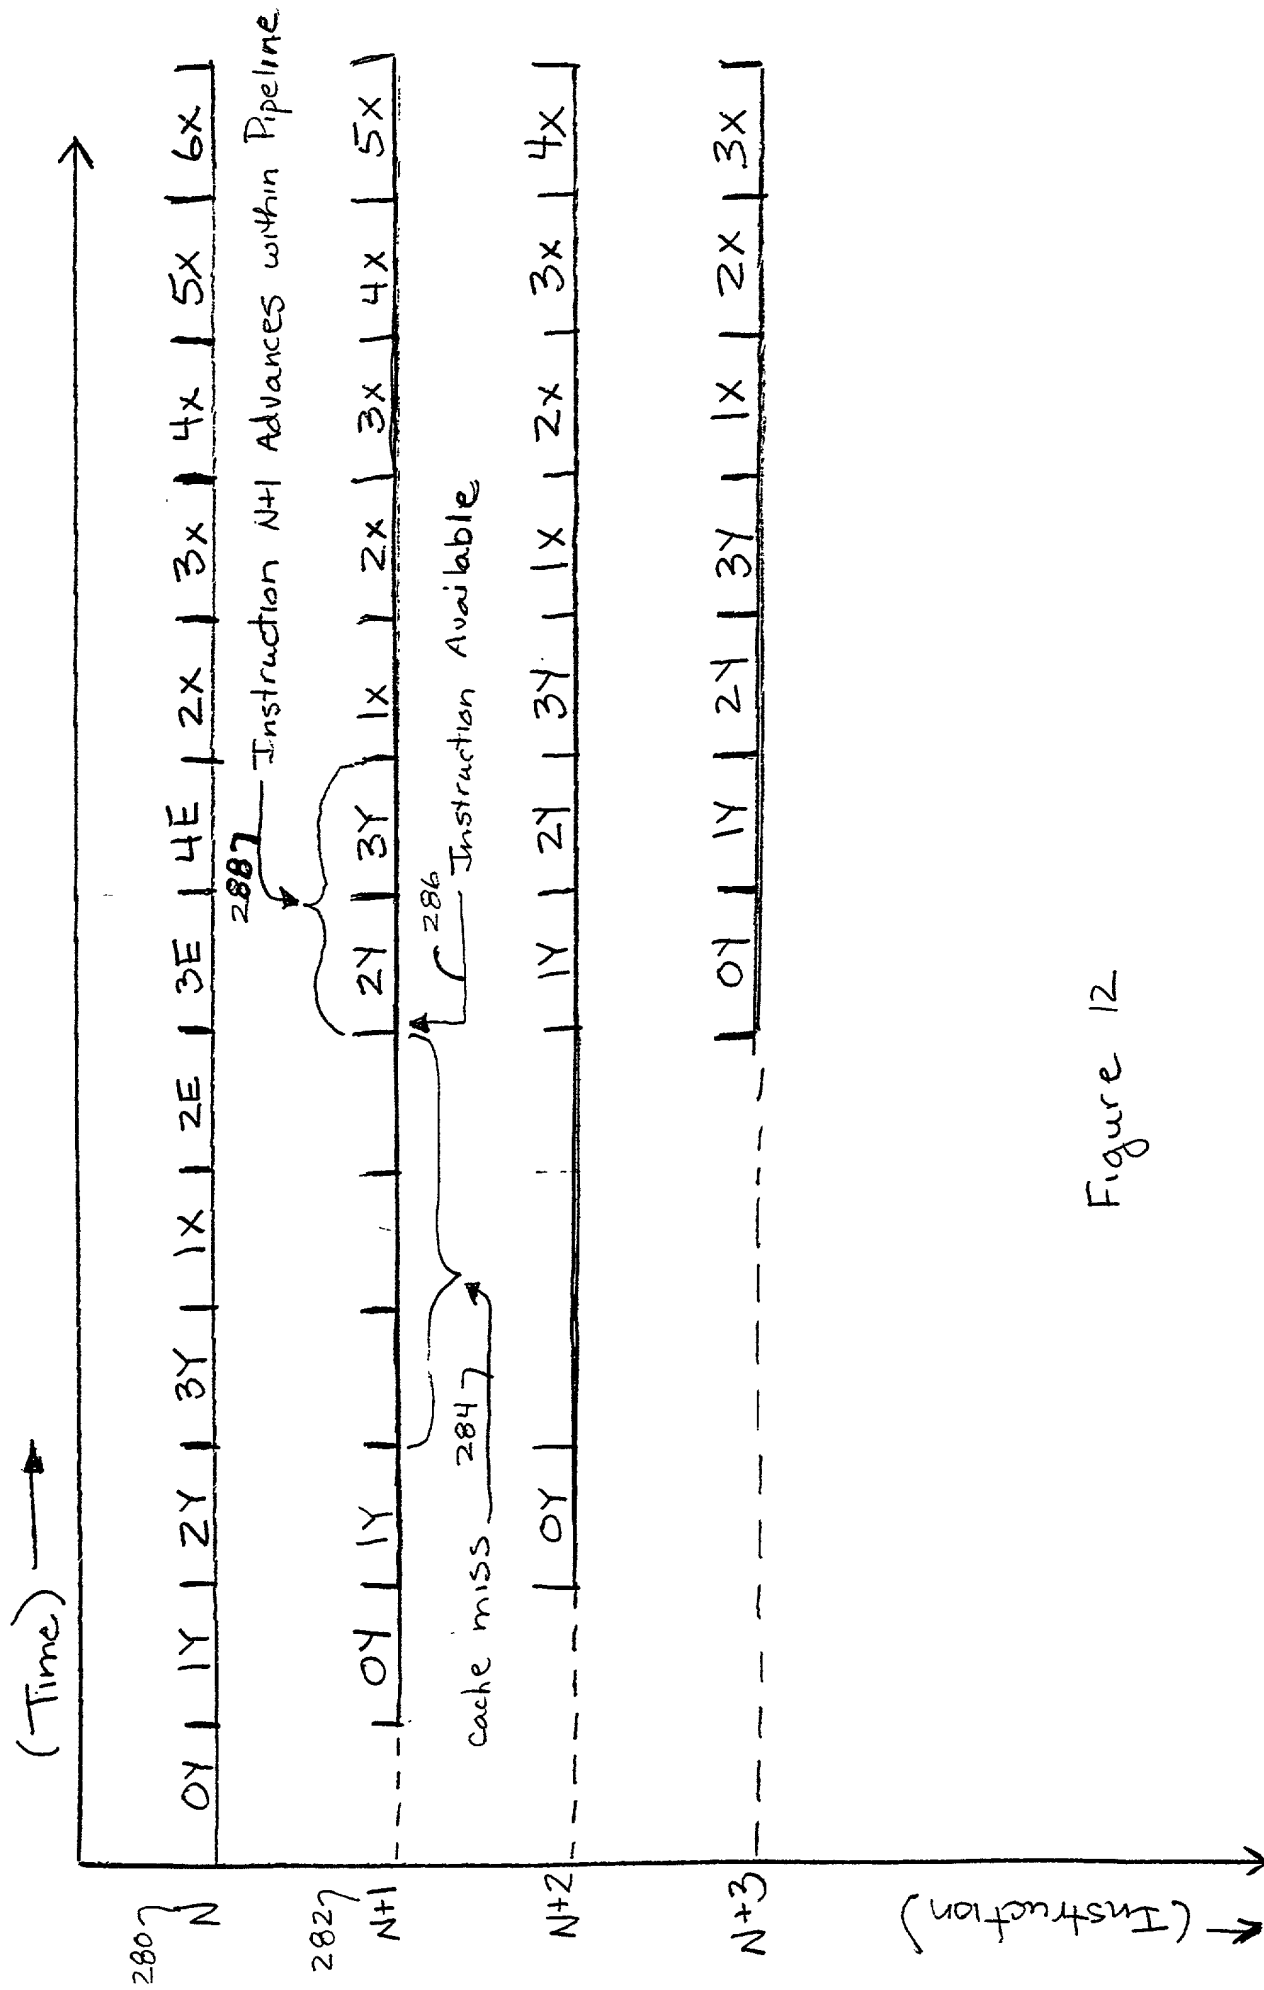 (Time)
280
N 0Y 1Y 2Y 3Y 1X 2E 3E 4E 2X 3X 4X 5X 6X
288
Instruction N+1 Advances within Pipeline
282
N+1 0Y 1Y 2Y 3Y 1X 2X 3X 4X 5X
286
Instruction Available
cache miss 284
N+2 0Y 1Y 2Y 3Y 1X 2X 3X 4X
N+3 0Y 1Y 2Y 3Y 1X 2X 3X
(Instruction)
Figure 12